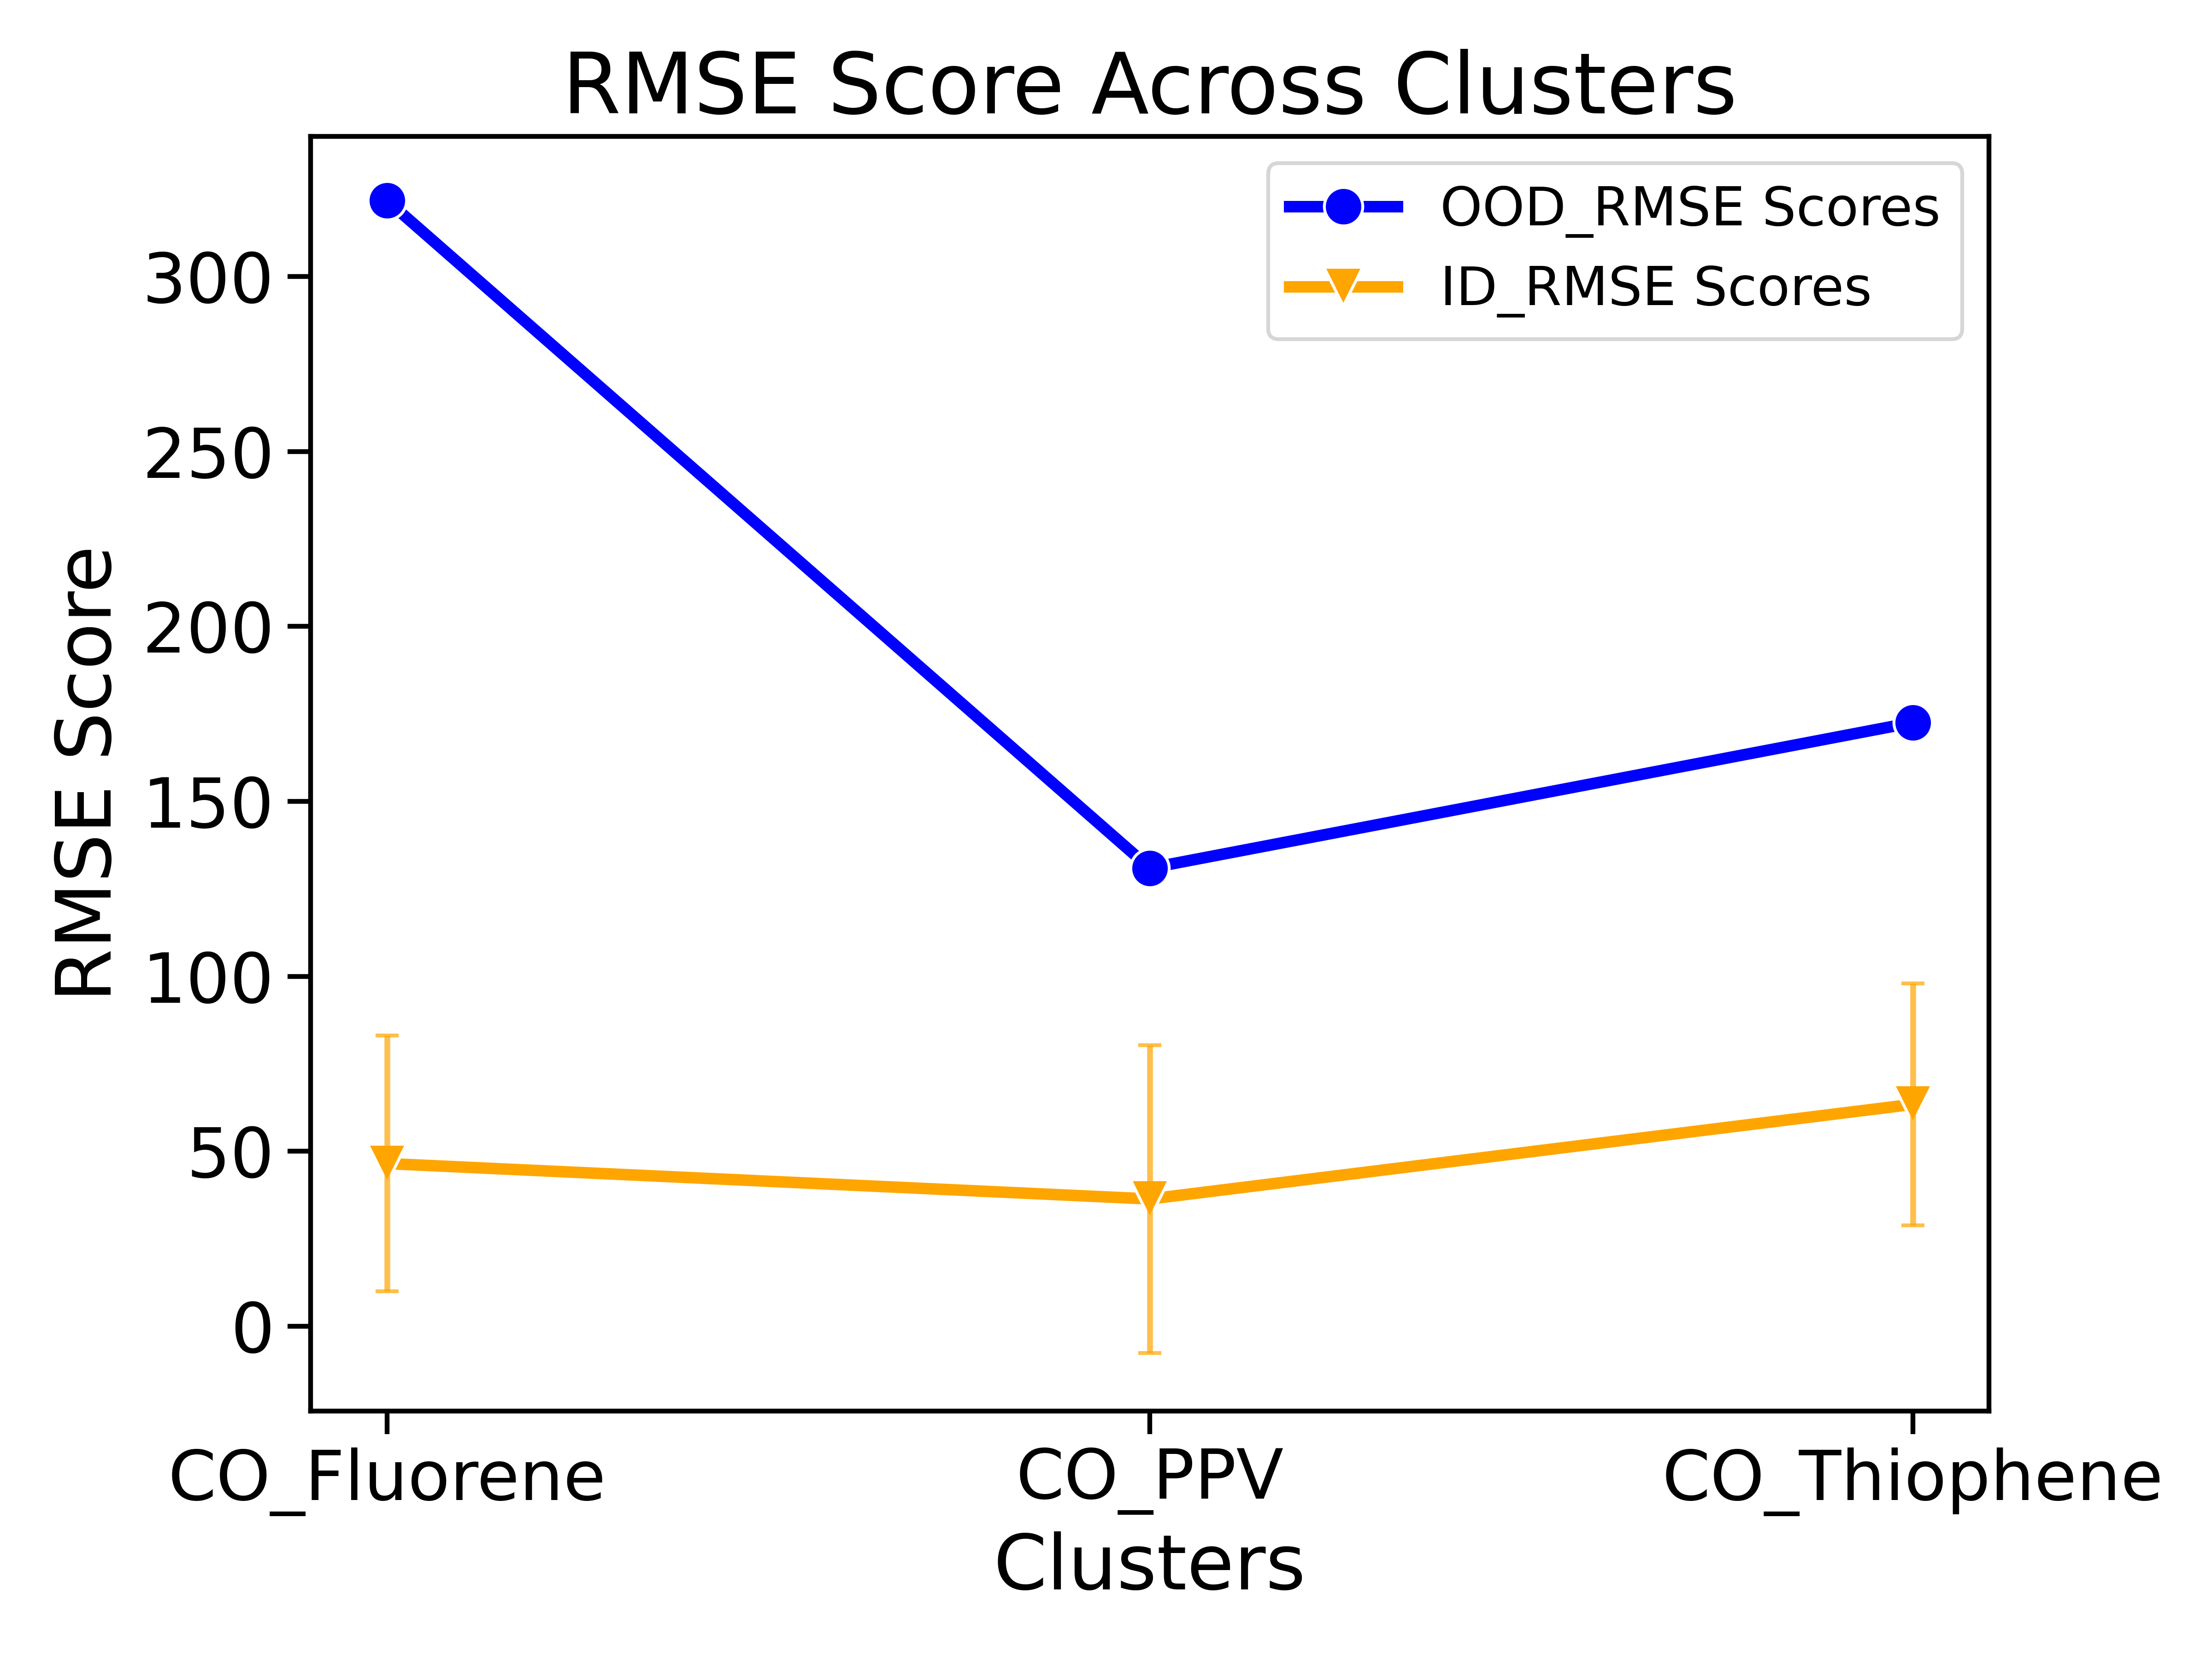 RMSE Score Across Clusters
OOD_RMSE Scores
ID_RMSE Scores
RMSE Score
300
250
200
150
100
50
0
CO_Fluorene
CO_PPV
CO_Thiophene
Clusters